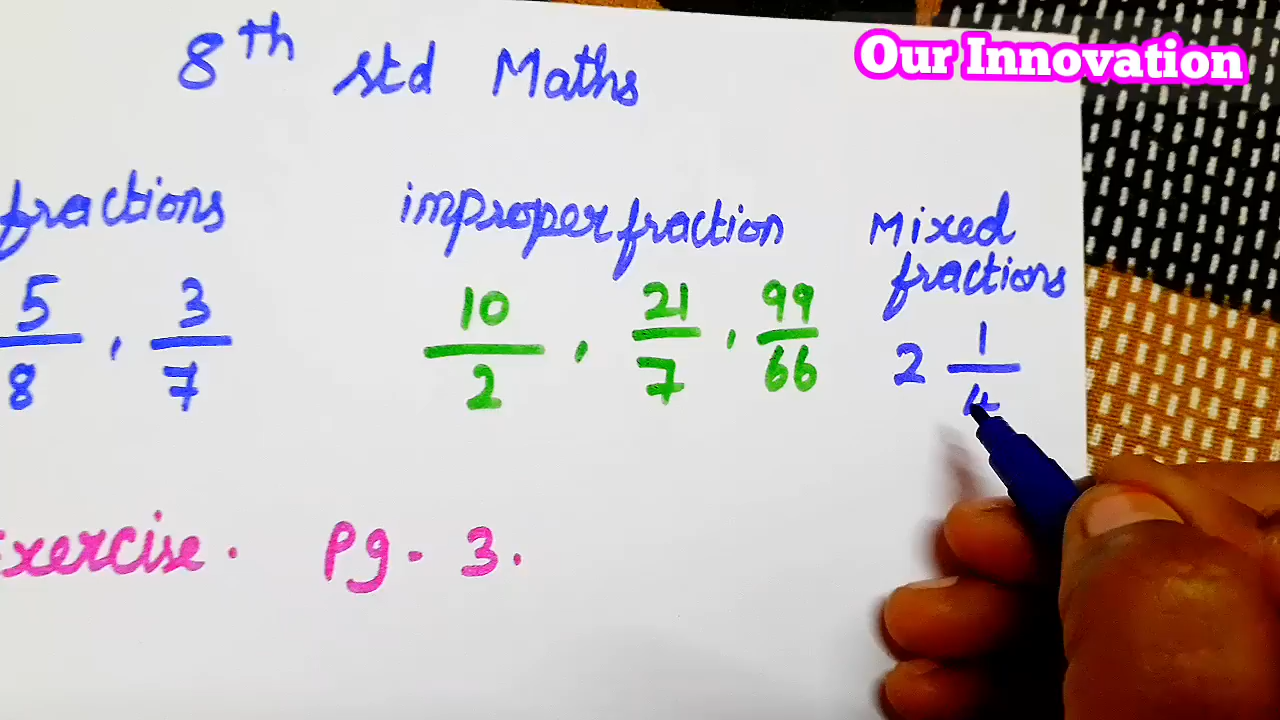 8th std Maths
Our Innovation
fractions
improper fraction
Mixed
fractions
5/8 , 3/7
10/2 , 21/7 , 99/66
2 1/4
Exercise. Pg. 3.